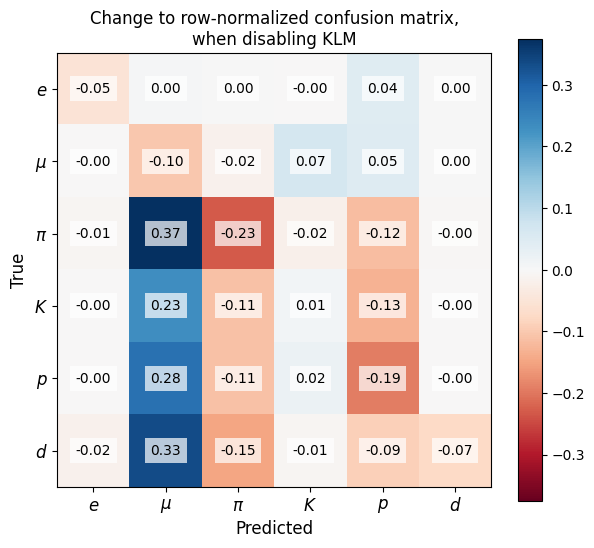 Change to row-normalized confusion matrix,
when disabling KLM
e -0.05 0.00 0.00 -0.00 0.04 0.00
μ -0.00 -0.10 -0.02 0.07 0.05 0.00
π -0.01 0.37 -0.23 -0.02 -0.12 -0.00
K -0.00 0.23 -0.11 0.01 -0.13 -0.00
p -0.00 0.28 -0.11 0.02 -0.19 -0.00
d -0.02 0.33 -0.15 -0.01 -0.09 -0.07
e μ π K p d
Predicted
True
0.3
0.2
0.1
0.0
−0.1
−0.2
−0.3